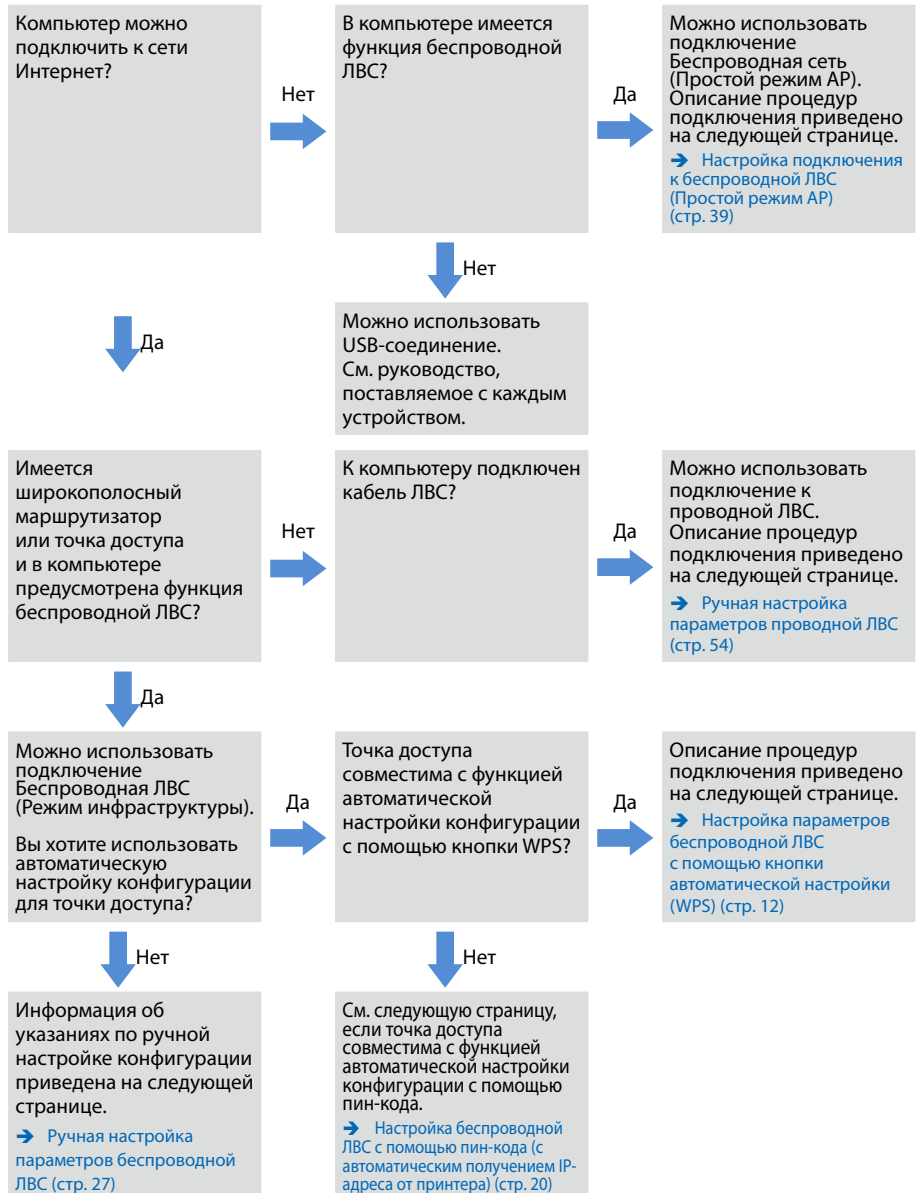 Компьютер можно
подключить к сети
Интернет?
Нет
В компьютере имеется
функция беспроводной
ЛВС?
Да
Можно использовать
подключение
Беспроводная сеть
(Простой режим AP).
Описание процедур
подключения приведено
на следующей странице.
➔ Настройка подключения
к беспроводной ЛВС
(Простой режим AP)
(стр. 39)
Да
Нет
Можно использовать
USB-соединение.
См. руководство,
поставляемое с каждым
устройством.
Имеется
широкополосный
маршрутизатор
или точка доступа
и в компьютере
предусмотрена функция
беспроводной ЛВС?
Нет
К компьютеру подключен
кабель ЛВС?
Да
Можно использовать
подключение к
проводной ЛВС.
Описание процедур
подключения приведено
на следующей странице.
➔ Ручная настройка
параметров проводной ЛВС
(стр. 54)
Да
Можно использовать
подключение
Беспроводная ЛВС
(Режим инфраструктуры).
Вы хотите использовать
автоматическую
настройку конфигурации
для точки доступа?
Да
Точка доступа
совместима с функцией
автоматической
настройки конфигурации
с помощью кнопки WPS?
Да
Описание процедур
подключения приведено
на следующей странице.
➔ Настройка параметров
беспроводной ЛВС
с помощью кнопки
автоматической настройки
(WPS) (стр. 12)
Нет
Нет
Информация об
указаниях по ручной
настройке конфигурации
приведена на следующей
странице.
➔ Ручная настройка
параметров беспроводной
ЛВС (стр. 27)
См. следующую страницу,
если точка доступа
совместима с функцией
автоматической настройки
конфигурации с помощью
пин-кода.
➔ Настройка беспроводной
ЛВС с помощью пин-кода (с
автоматическим получением IP-
адреса от принтера) (стр. 20)